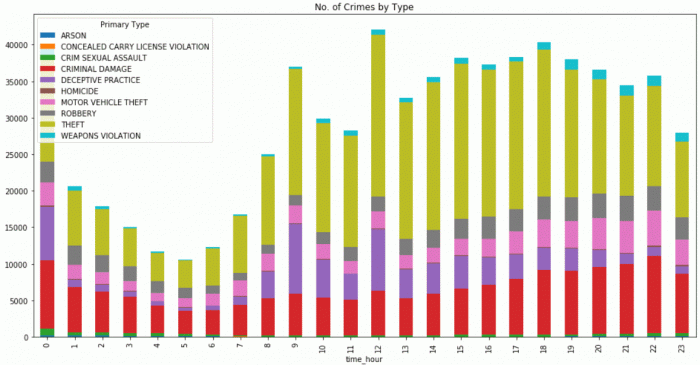 No. of Crimes by Type
Primary Type
ARSON
CONCEALED CARRY LICENSE VIOLATION
CRIM SEXUAL ASSAULT
CRIMINAL DAMAGE
DECEPTIVE PRACTICE
HOMICIDE
MOTOR VEHICLE THEFT
ROBBERY
THEFT
WEAPONS VIOLATION
40000
35000
30000
25000
20000
15000
10000
5000
0
0 1 2 3 4 5 6 7 8 9 10 11 12 13 14 15 16 17 18 19 20 21 22 23
time_hour